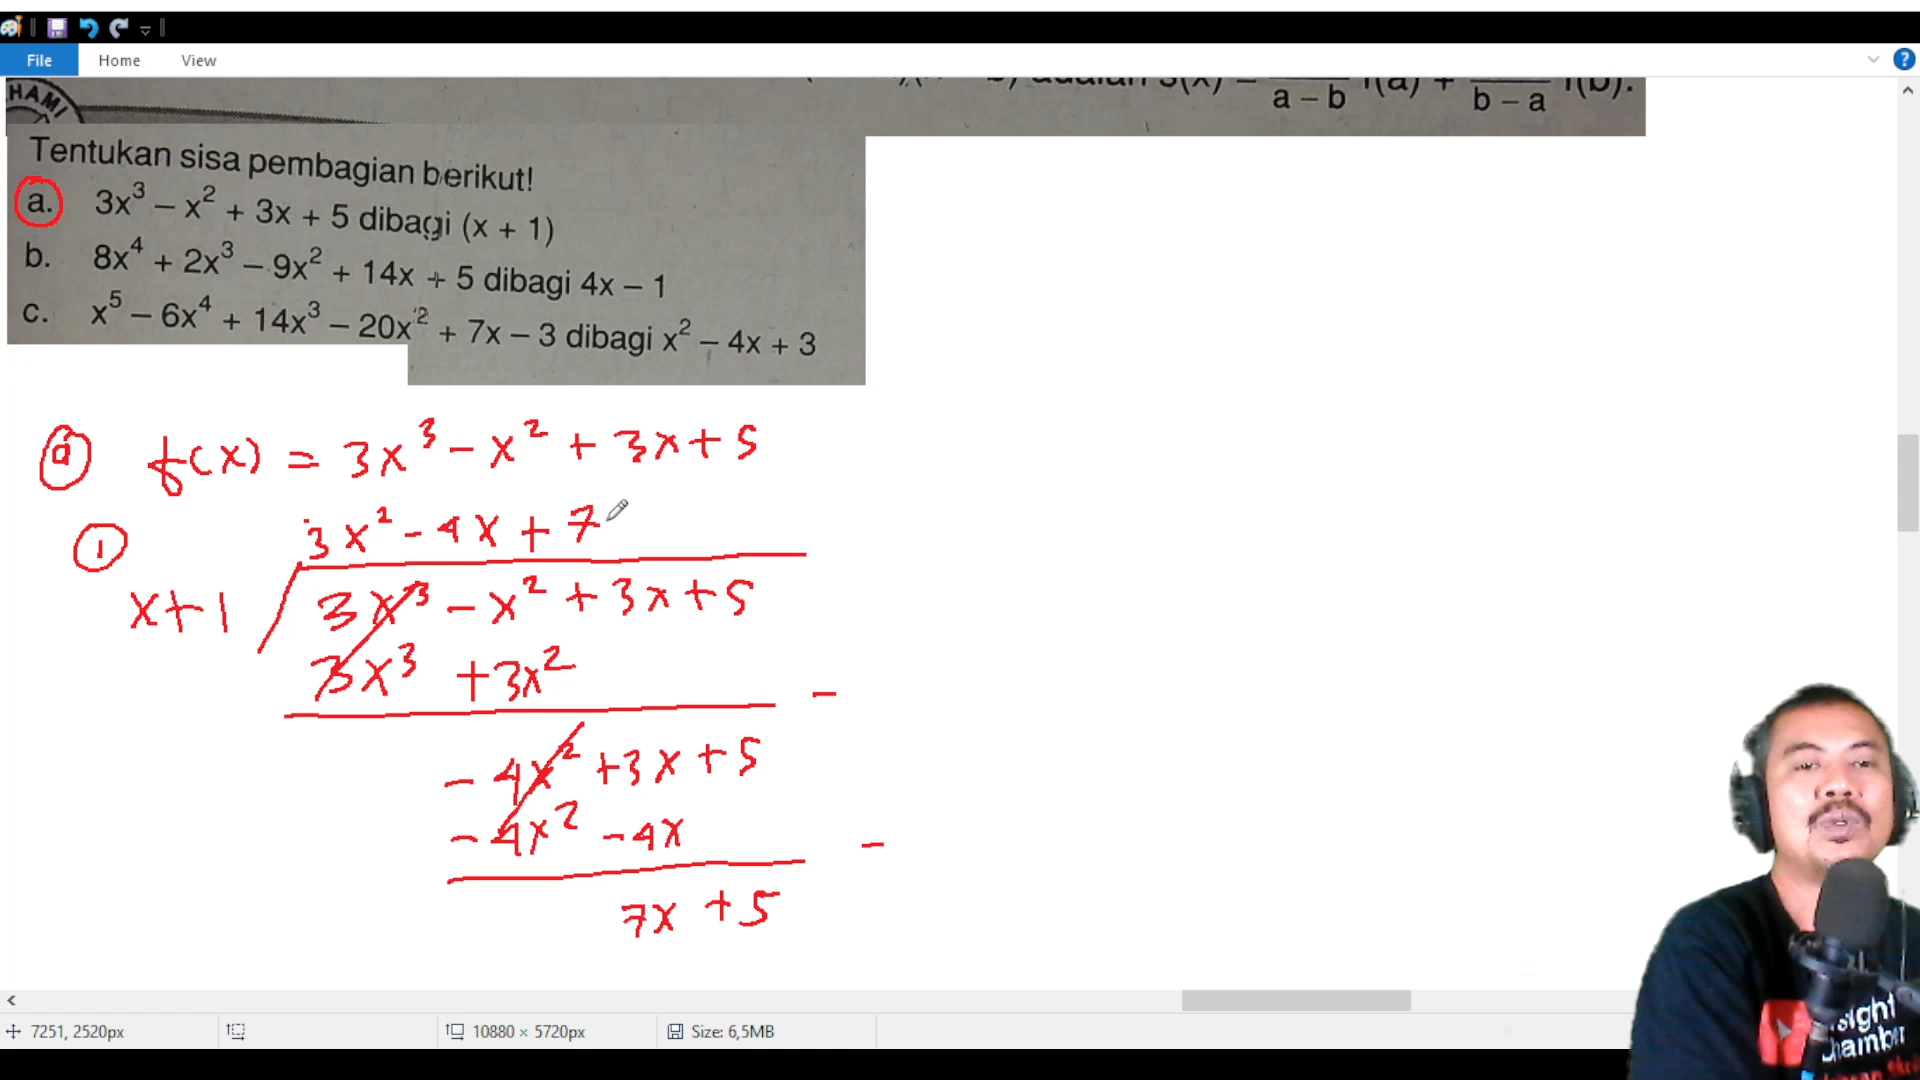 File Home View
HAMI
a – b f(a) + b – a f(b).
Tentukan sisa pembagian berikut!
a. 3x³ – x² + 3x + 5 dibagi (x + 1)
b. 8x⁴ + 2x³ – 9x² + 14x + 5 dibagi 4x – 1
c. x⁵ – 6x⁴ + 14x³ – 20x² + 7x – 3 dibagi x² – 4x + 3
a f(x) = 3x³ - x² + 3x + 5
1 3x² - 4x + 7
x+1 3x³ - x² + 3x + 5
3x³ + 3x² -
- 4x² + 3x + 5
- 4x² - 4x -
7x + 5
7251, 2520px 10880 × 5720px Size: 6,5MB